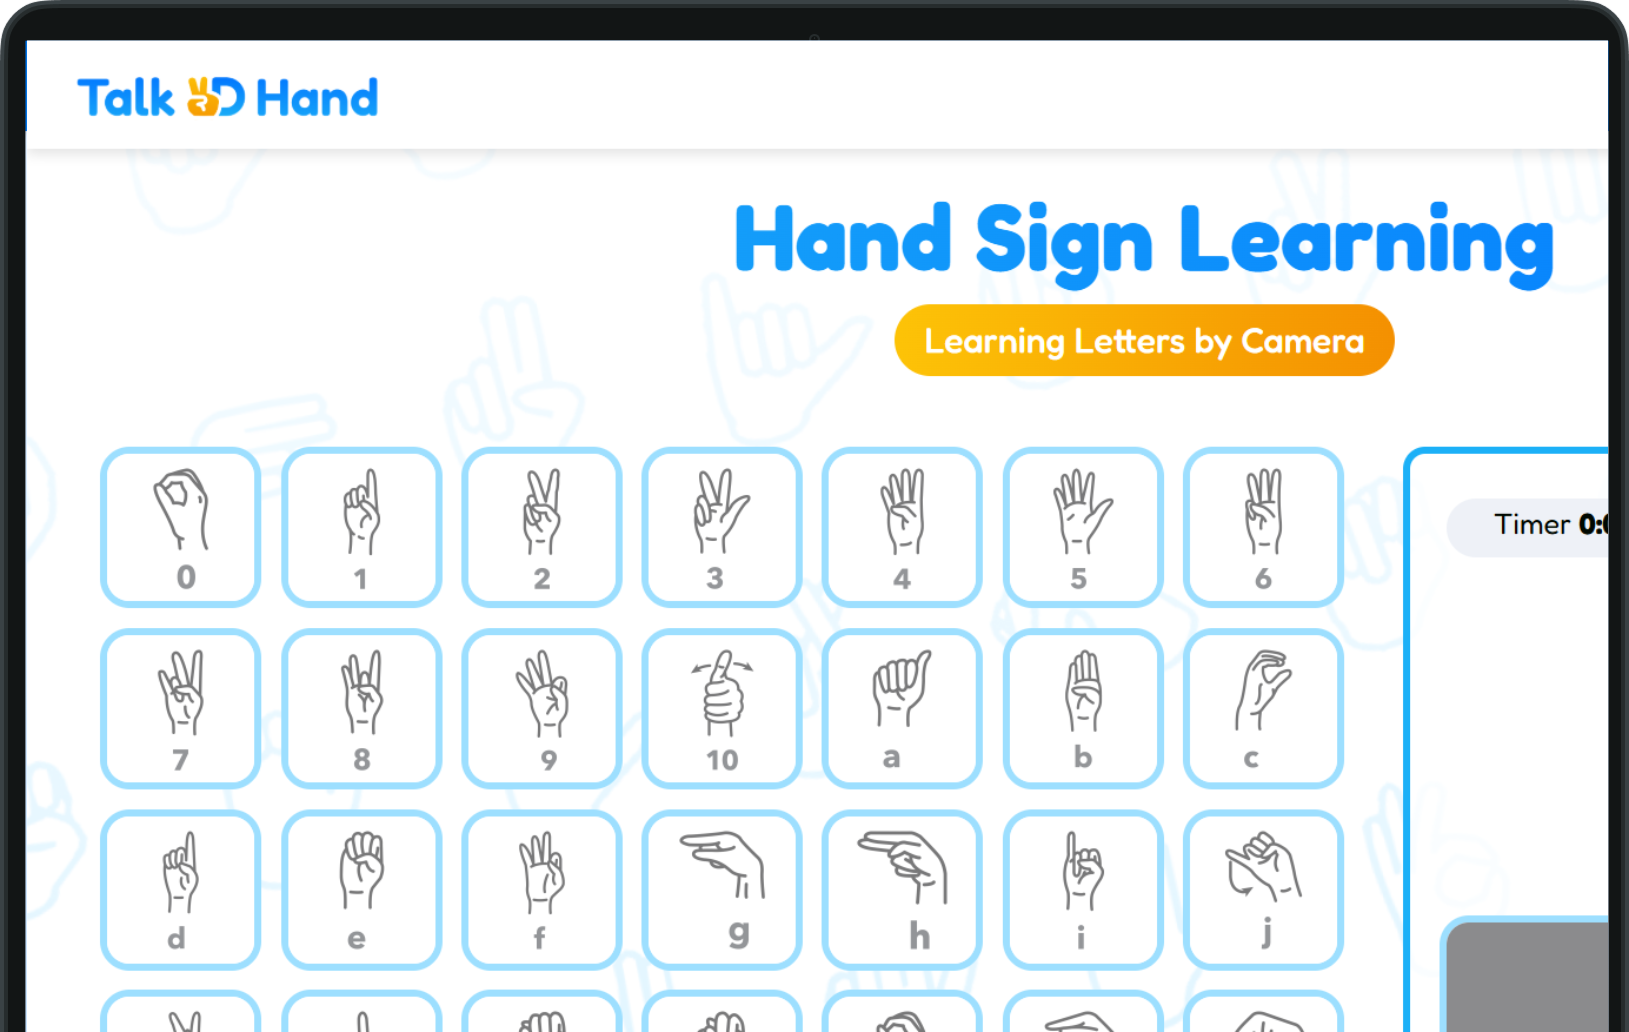 Talk D Hand
Hand Sign Learning
Learning Letters by Camera
Timer 0:
0
1
2
3
4
5
6
7
8
9
10
a
b
c
d
e
f
g
h
i
j